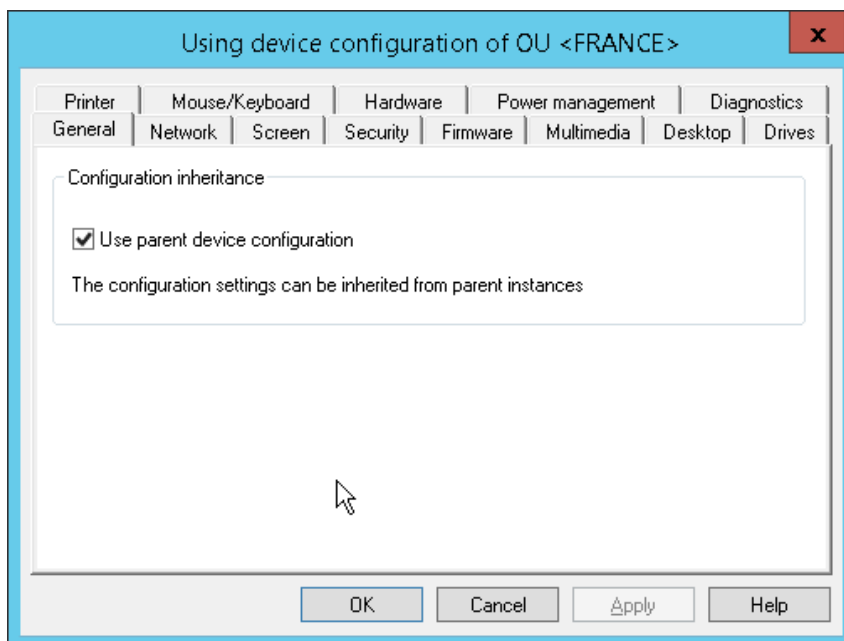 Using device configuration of OU <FRANCE>
x
Printer Mouse/Keyboard Hardware Power management Diagnostics
General Network Screen Security Firmware Multimedia Desktop Drives
Configuration inheritance
Use parent device configuration
The configuration settings can be inherited from parent instances
OK Cancel Apply Help